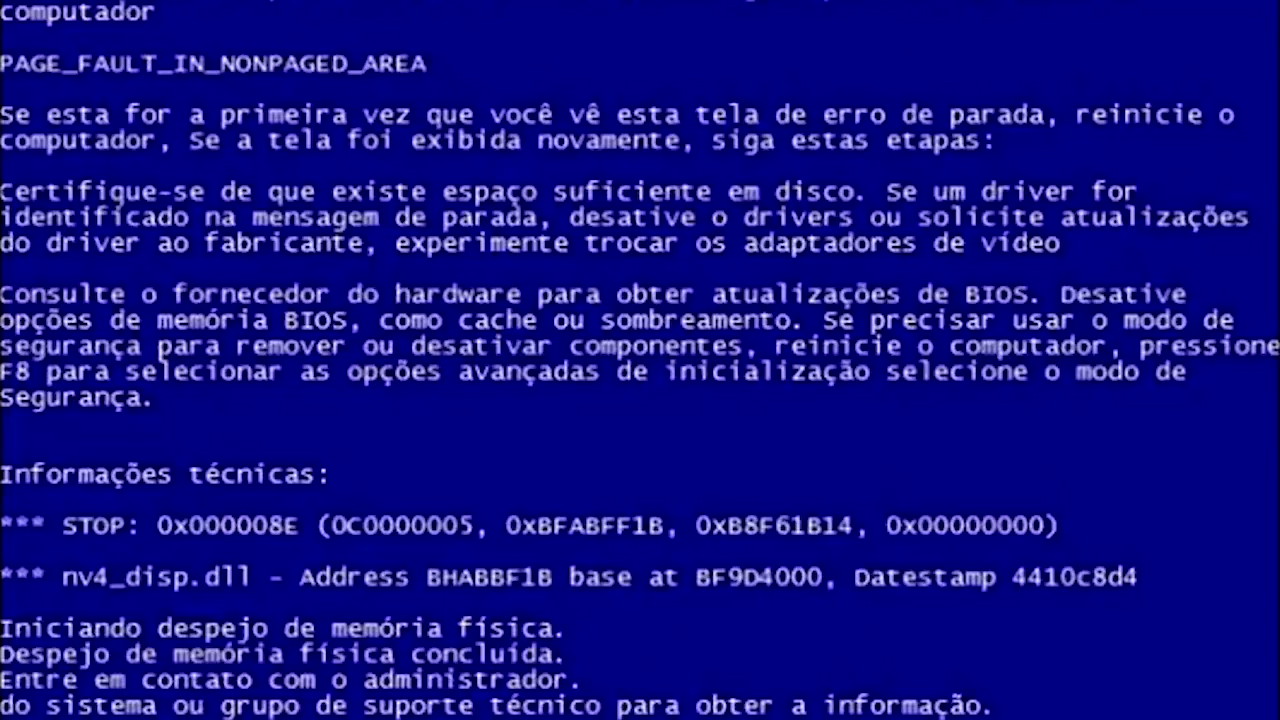 computador
PAGE_FAULT_IN_NONPAGED_AREA
Se esta for a primeira vez que você vê esta tela de erro de parada, reinicie o
computador, Se a tela foi exibida novamente, siga estas etapas:
Certifique-se de que existe espaço suficiente em disco. Se um driver for
identificado na mensagem de parada, desative o drivers ou solicite atualizações
do driver ao fabricante, experimente trocar os adaptadores de vídeo
Consulte o fornecedor do hardware para obter atualizações de BIOS. Desative
opções de memória BIOS, como cache ou sombreamento. Se precisar usar o modo de
segurança para remover ou desativar componentes, reinicie o computador, pressione
F8 para selecionar as opções avançadas de inicialização selecione o modo de
Segurança.
Informações técnicas:
*** STOP: 0x000008E (0C0000005, 0xBFABFF1B, 0xB8F61B14, 0x00000000)
*** nv4_disp.dll - Address BHABBF1B base at BF9D4000, Datestamp 4410c8d4
Iniciando despejo de memória física.
Despejo de memória física concluída.
Entre em contato com o administrador.
do sistema ou grupo de suporte técnico para obter a informação.